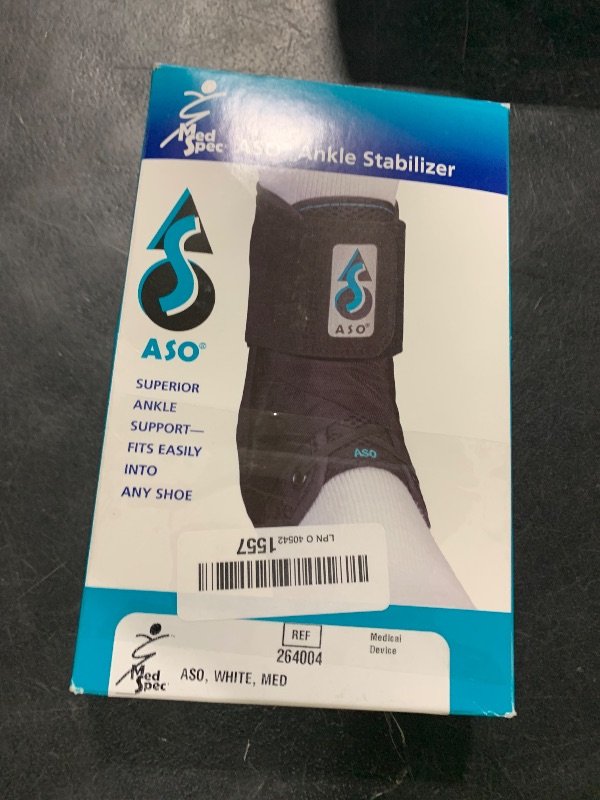 Med
Spec
ASO® Ankle Stabilizer
ASO®
SUPERIOR
ANKLE
SUPPORT—
FITS EASILY
INTO
ANY SHOE
ASO®
ASO
LPN O 40542
1557
REF
264004
Medical
Device
Med
Spec
ASO, WHITE, MED